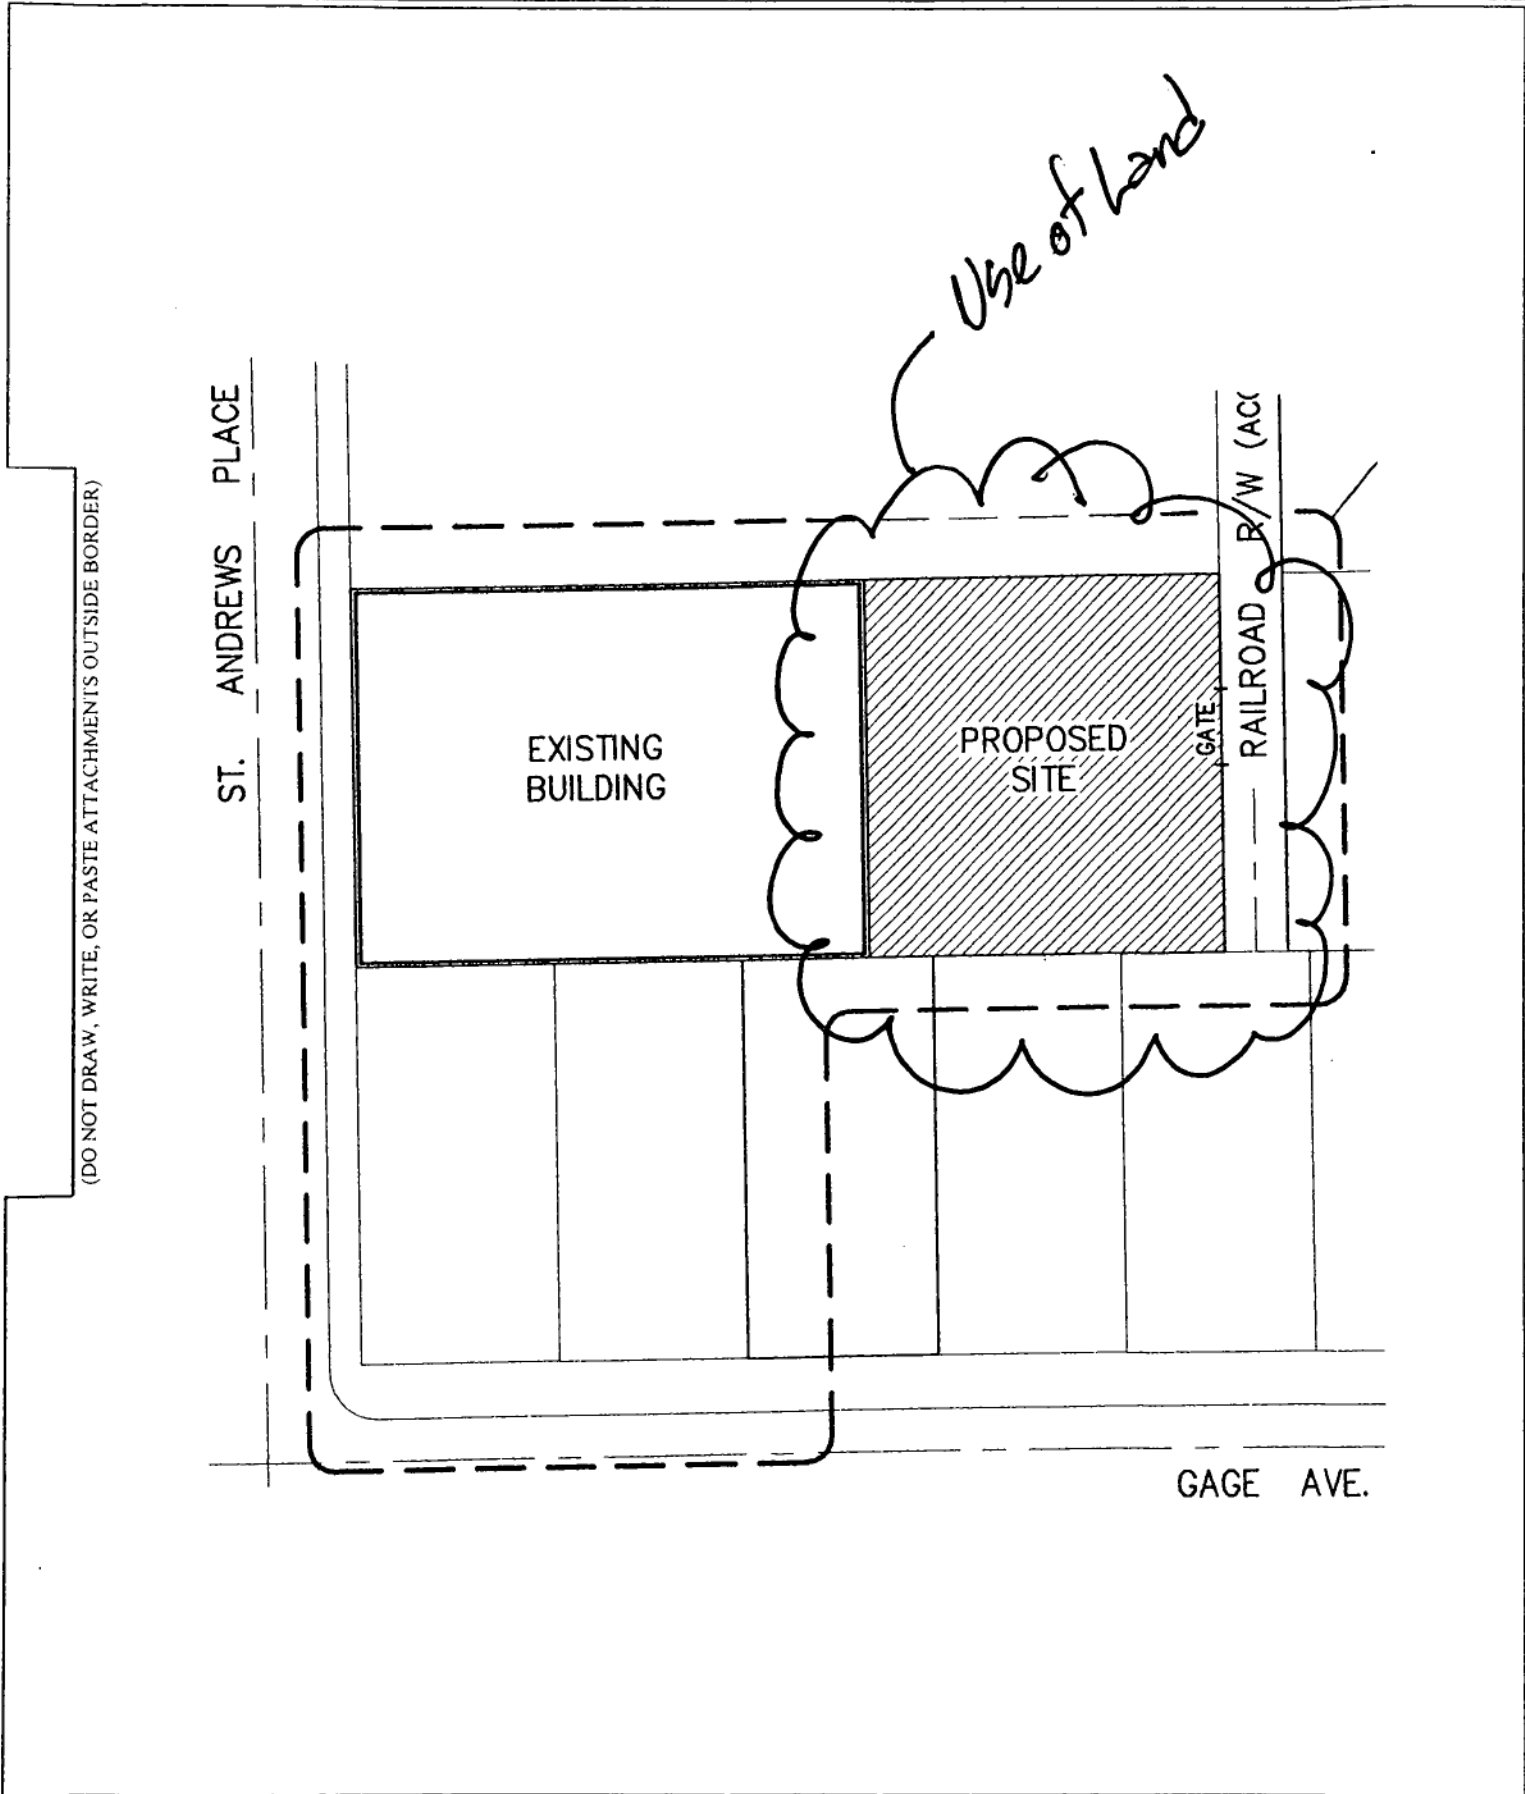 Use of Land
ST. ANDREWS PLACE
(DO NOT DRAW, WRITE, OR PASTE ATTACHMENTS OUTSIDE BORDER)
RAILROAD R/W (ACC
EXISTING
BUILDING
PROPOSED
SITE
GATE
GAGE AVE.